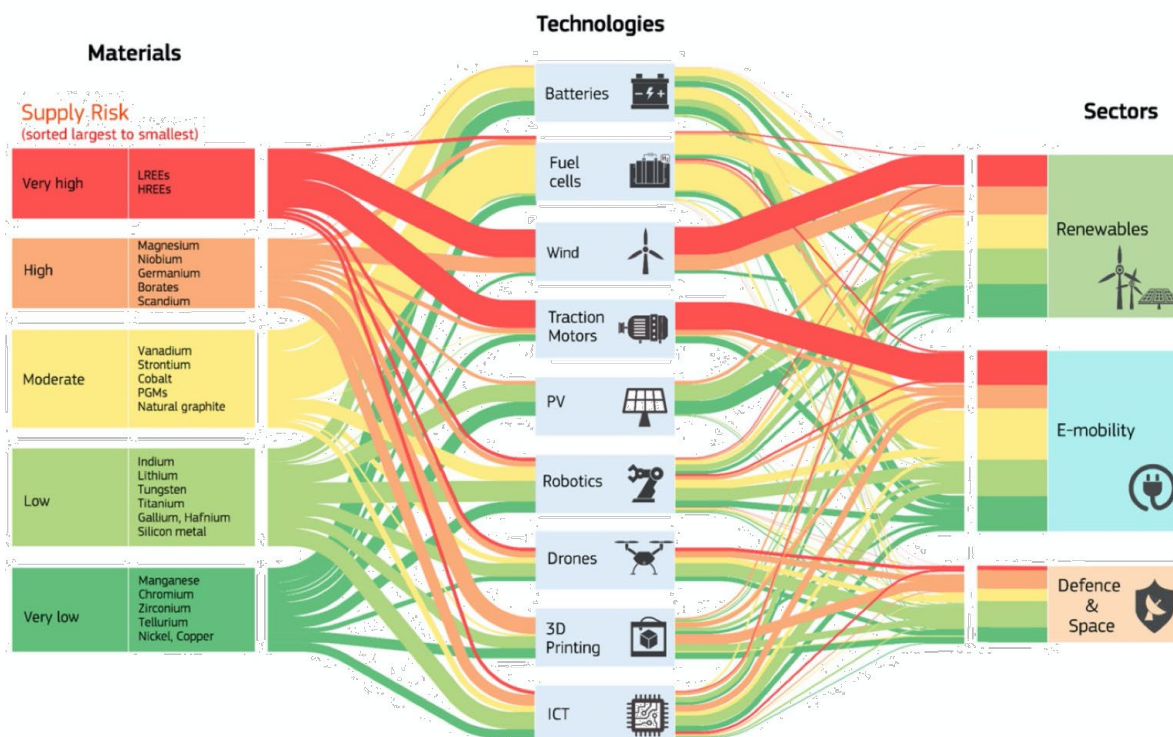 Materials
Supply Risk
(sorted largest to smallest)
Very high
LREEs
HREEs
High
Magnesium
Niobium
Germanium
Borates
Scandium
Moderate
Vanadium
Strontium
Cobalt
PGMs
Natural graphite
Low
Indium
Lithium
Tungsten
Titanium
Gallium, Hafnium
Silicon metal
Very low
Manganese
Chromium
Zirconium
Tellurium
Nickel, Copper
Technologies
Batteries
Fuel
cells
Wind
Traction
Motors
PV
Robotics
Drones
3D
Printing
ICT
Sectors
Renewables
E-mobility
Defence
&
Space